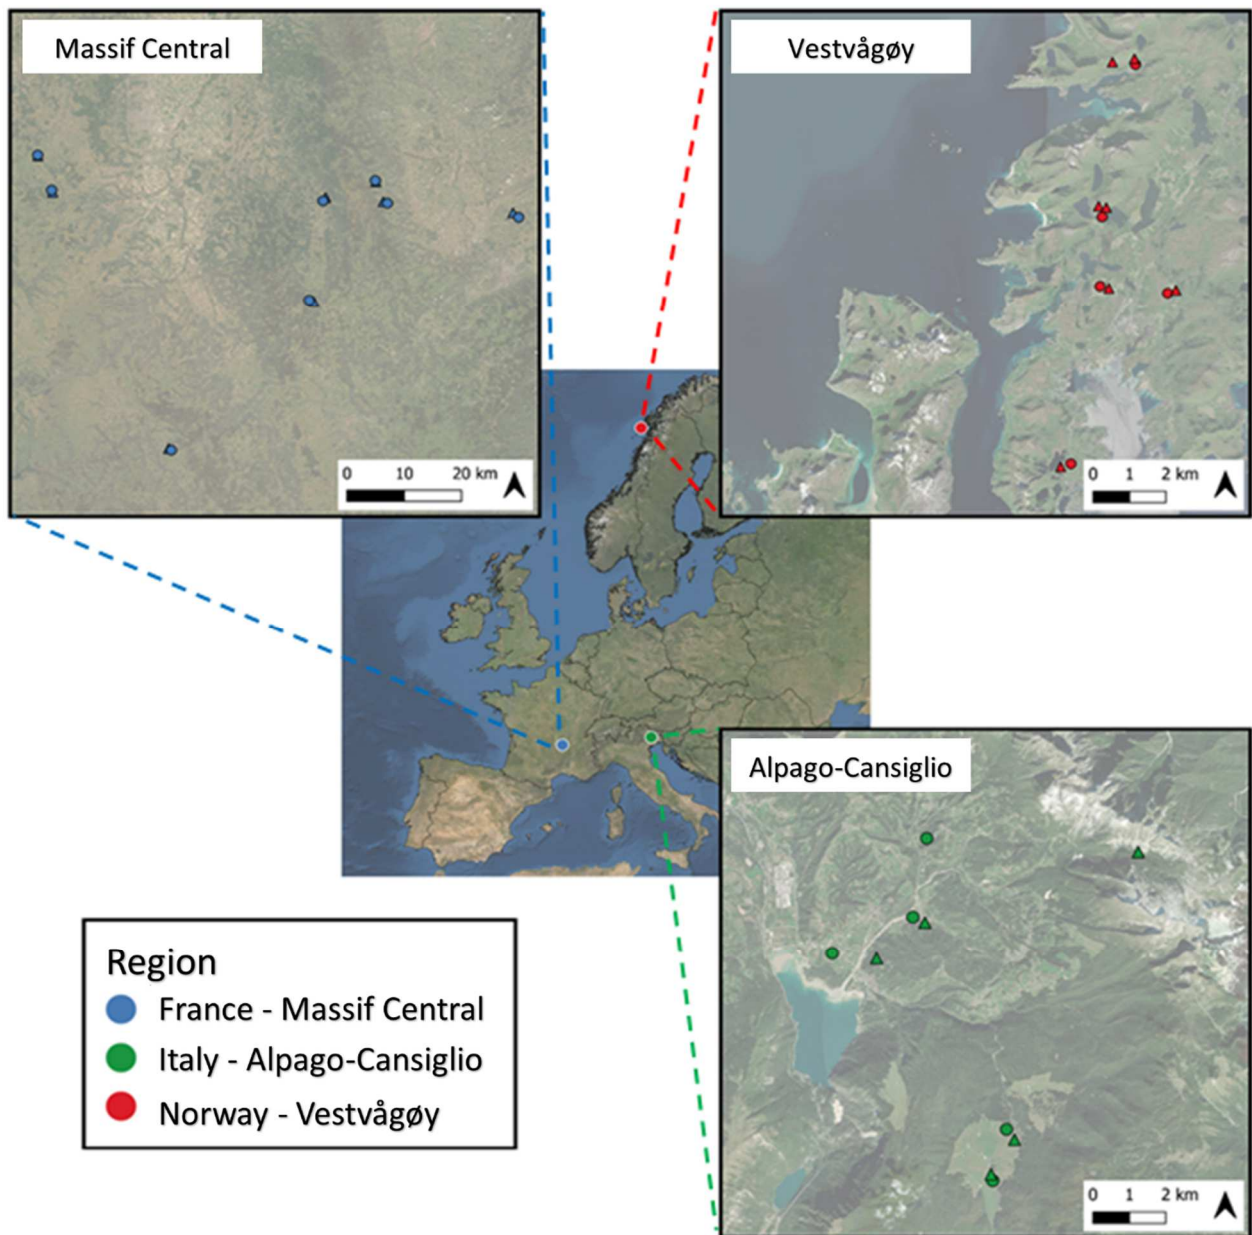 Massif Central
0 10 20 km
Vestvågøy
0 1 2 km
Alpago-Cansiglio
0 1 2 km
Region
France - Massif Central
Italy - Alpago-Cansiglio
Norway - Vestvågøy